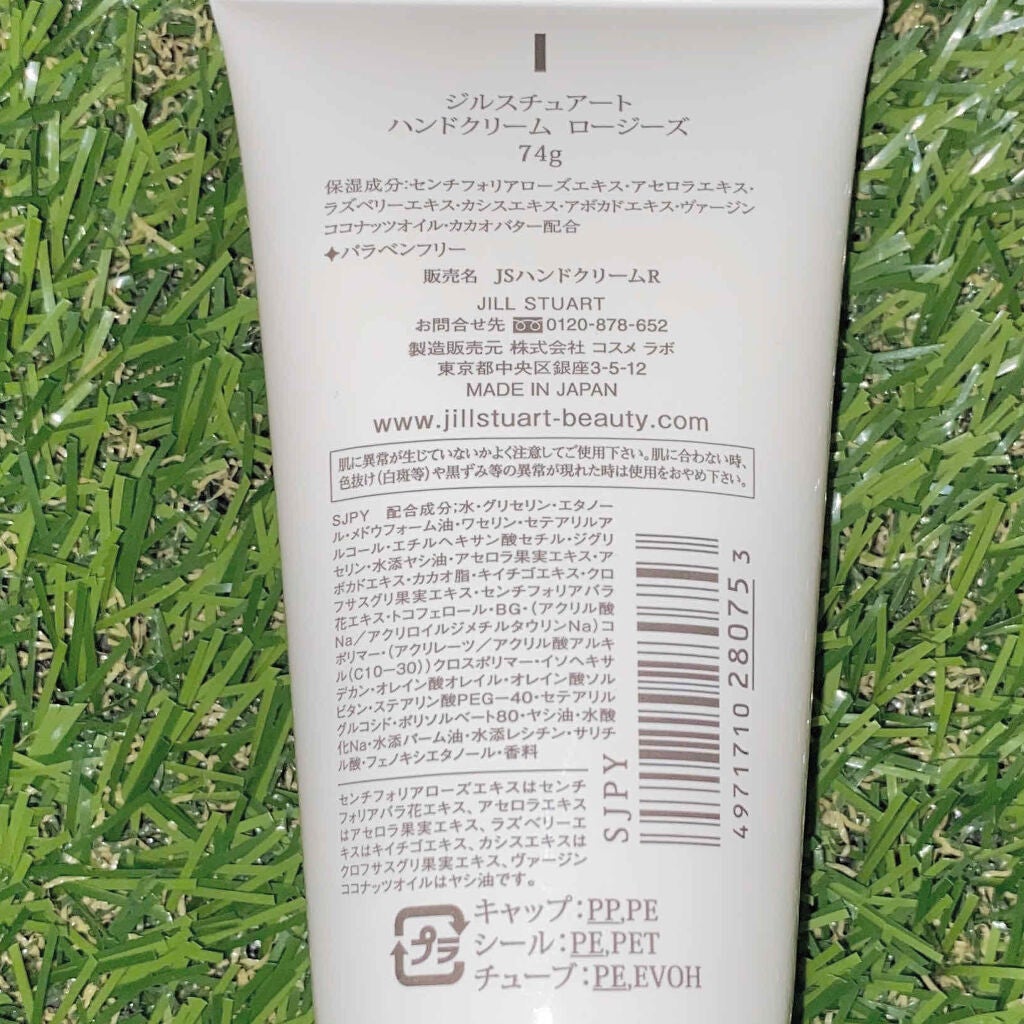 ジルスチュアート
ハンドクリーム ロージーズ
74g
保湿成分:センチフォリアローズエキス・アセロラエキス・
ラズベリーエキス・カシスエキス・アボカドエキス・ヴァージン
ココナッツオイル・カカオバター配合
✦パラベンフリー
販売名 JSハンドクリームR
JILL STUART
お問合せ先 0120-878-652
製造販売元 株式会社 コスメ ラボ
東京都中央区銀座3-5-12
MADE IN JAPAN
www.jillstuart-beauty.com
肌に異常が生じていないかよく注意してご使用下さい。肌に合わない時、
色抜け(白斑等)や黒ずみ等の異常が現れた時は使用をおやめ下さい。
SJPY 配合成分:水・グリセリン・エタノー
ル・メドウフォーム油・ワセリン・セテアリルア
ルコール・エチルヘキサン酸セチル・ジグリ
セリン・水添ヤシ油・アセロラ果実エキス・ア
ボカドエキス・カカオ脂・キイチゴエキス・クロ
フサスグリ果実エキス・センチフォリアバラ
花エキス・トコフェロール・BG・(アクリル酸
Na/アクリロイルジメチルタウリンNa)コ
ポリマー・(アクリレーツ/アクリル酸アルキ
ル(C10-30))クロスポリマー・イソヘキサ
デカン・オレイン酸オレイル・オレイン酸ソル
ビタン・ステアリン酸PEG-40・セテアリル
グルコシド・ポリソルベート80・ヤシ油・水酸
化Na・水添パーム油・水添レシチン・サリチ
ル酸・フェノキシエタノール・香料
センチフォリアローズエキスはセンチ
フォリアバラ花エキス、アセロラエキス
はアセロラ果実エキス、ラズベリーエ
キスはキイチゴエキス、カシスエキスは
クロフサスグリ果実エキス、ヴァージン
ココナッツオイルはヤシ油です。
SJPY
4 971710 280753
プラ
キャップ:PP,PE
シール:PE,PET
チューブ:PE,EVOH